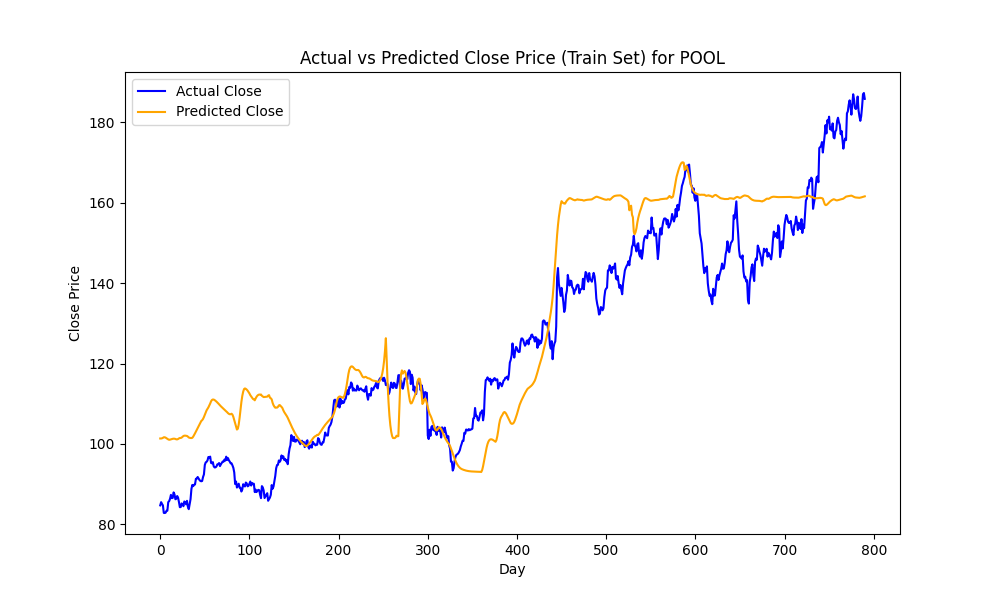 Actual vs Predicted Close Price (Train Set) for POOL
Actual Close
Predicted Close
Close Price
180
160
140
120
100
80
0 100 200 300 400 500 600 700 800
Day